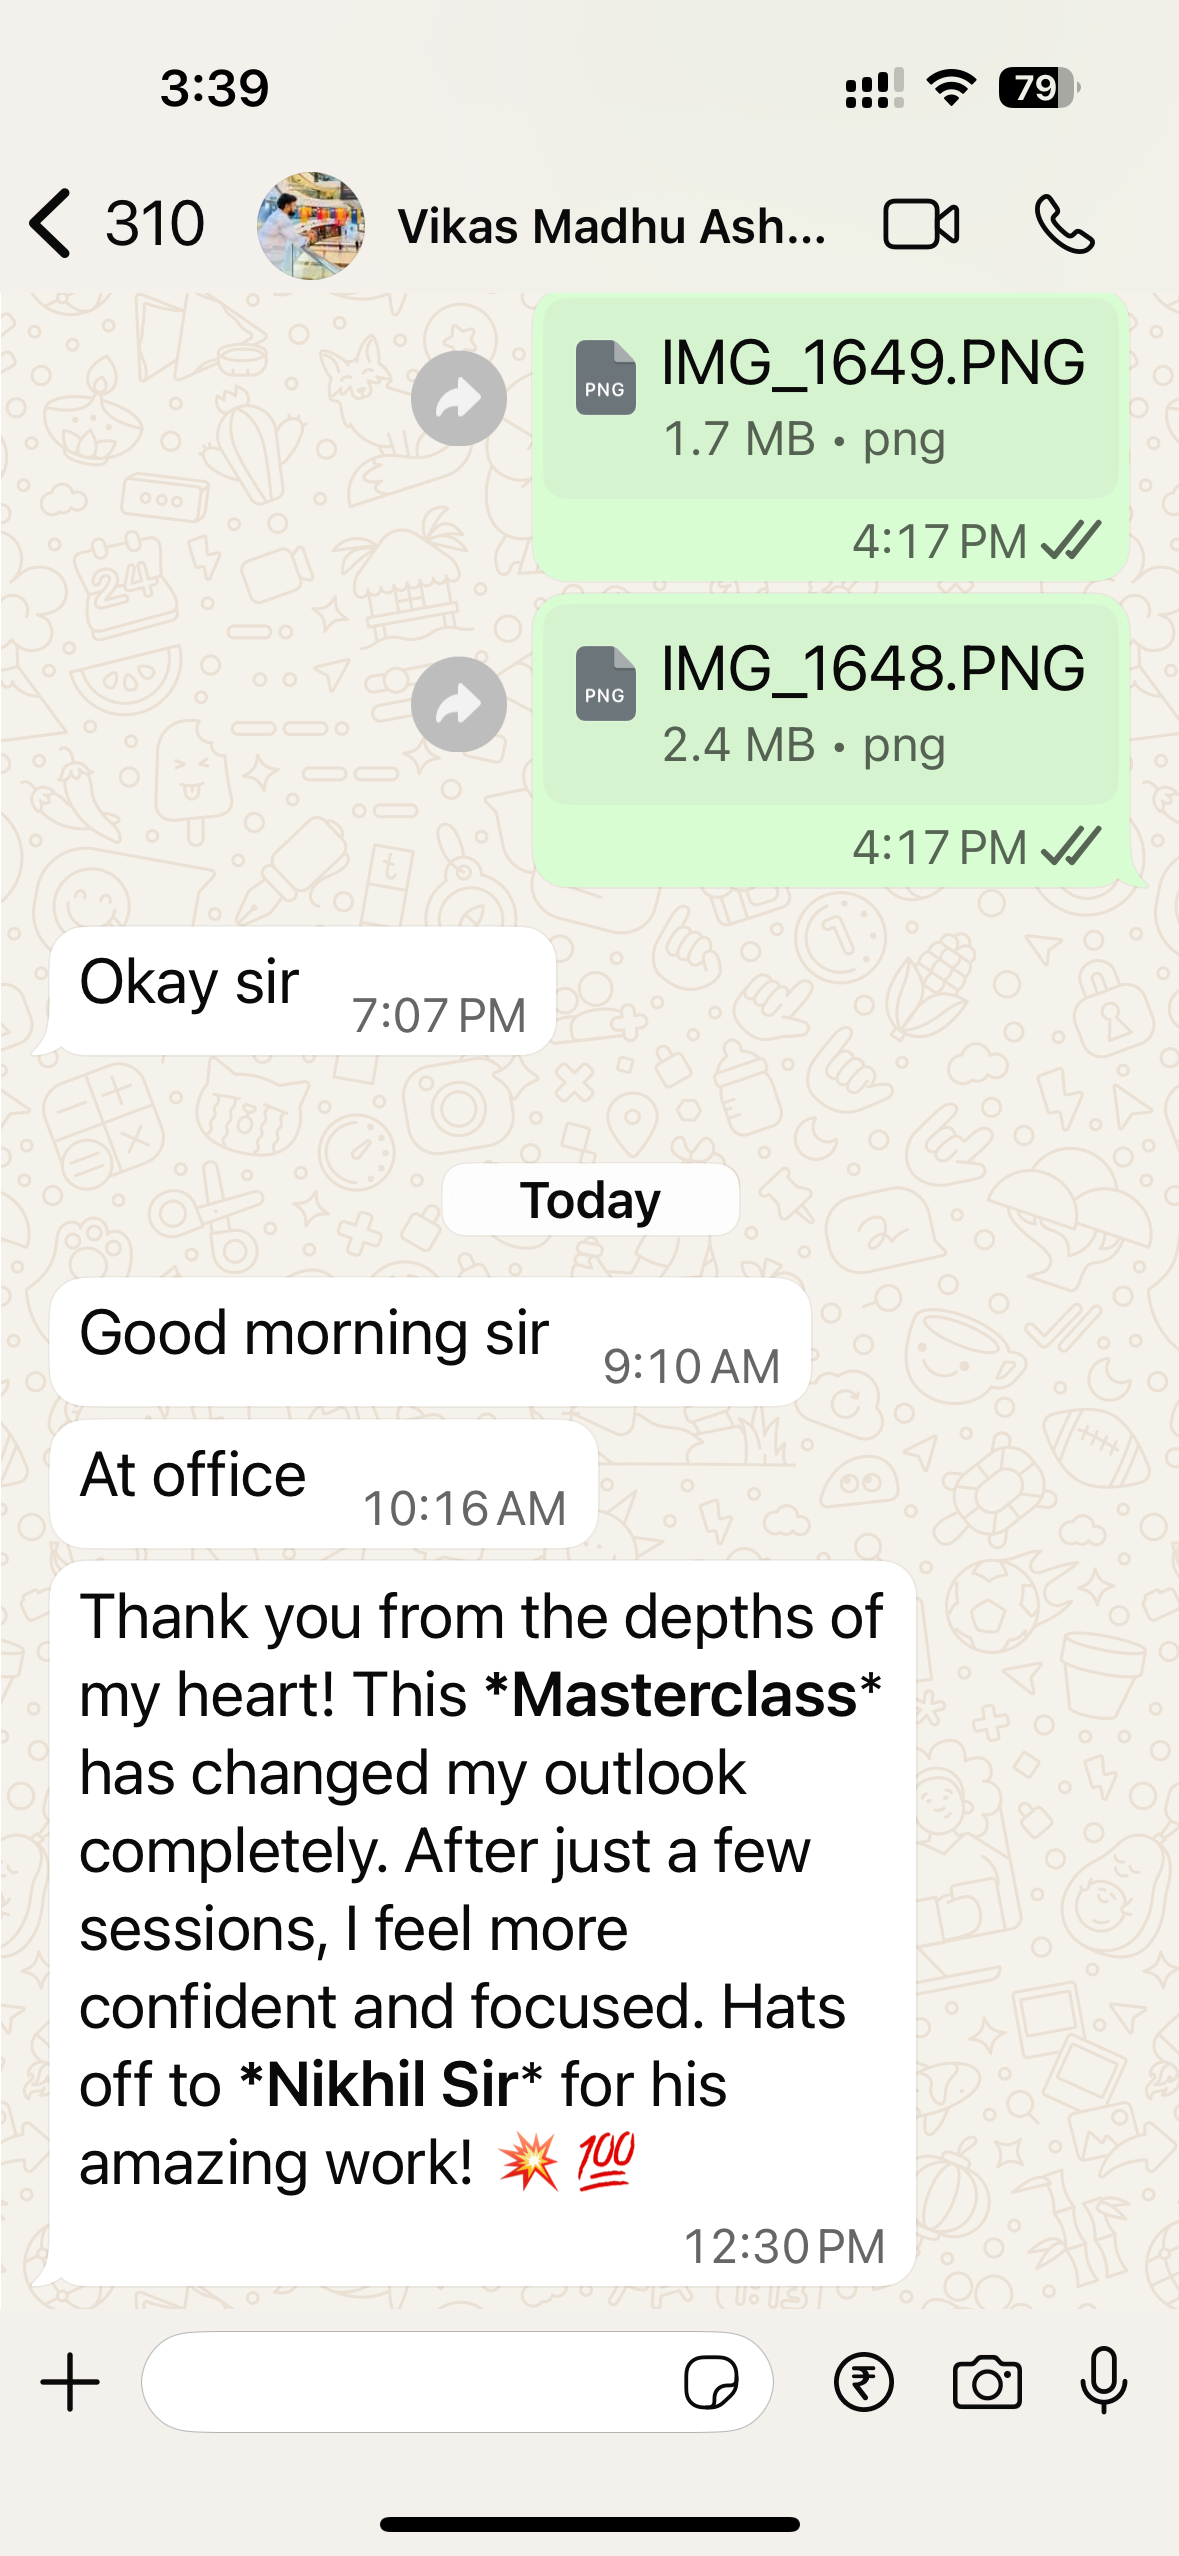 3:39
79
310
Vikas Madhu Ash...
PNG
IMG_1649.PNG
1.7 MB • png
4:17 PM
PNG
IMG_1648.PNG
2.4 MB • png
4:17 PM
Okay sir
7:07 PM
Today
Good morning sir
9:10 AM
At office
10:16 AM
Thank you from the depths of
my heart! This *Masterclass*
has changed my outlook
completely. After just a few
sessions, I feel more
confident and focused. Hats
off to *Nikhil Sir* for his
amazing work! 💥 💯
12:30 PM
₹